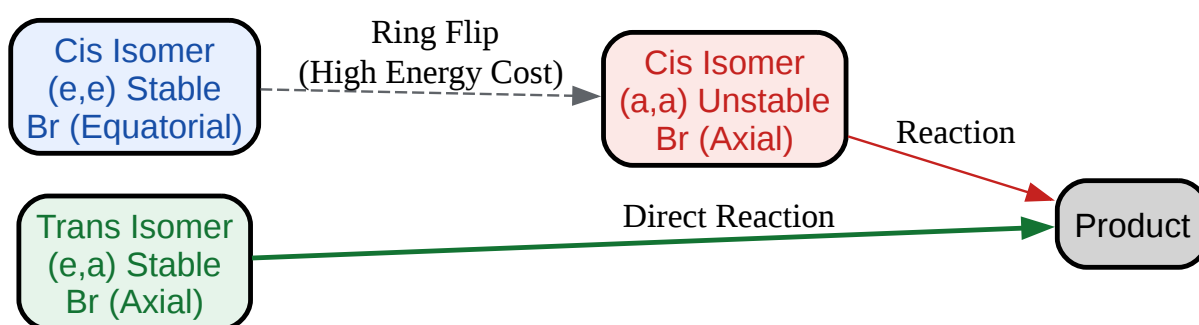 Cis Isomer
(e,e) Stable
Br (Equatorial)
Ring Flip
(High Energy Cost)
Cis Isomer
(a,a) Unstable
Br (Axial)
Reaction
Trans Isomer
(e,a) Stable
Br (Axial)
Direct Reaction
Product